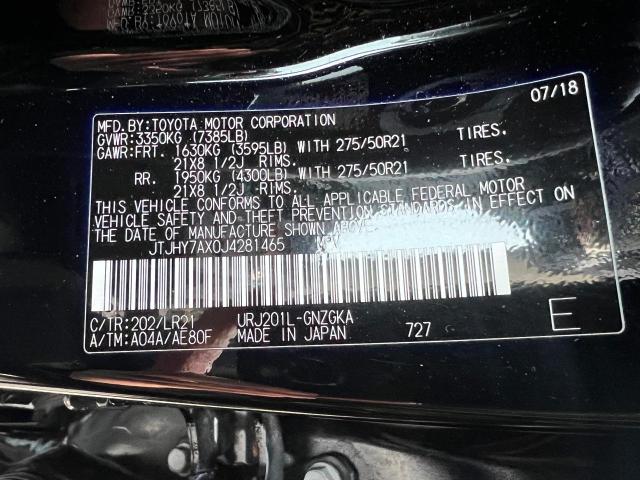 07/18
MFD.BY:TOYOTA MOTOR CORPORATION
GVWR:3350KG (7385LB)
GAWR:FRT. 1630KG (3595LB) WITH 275/50R21 TIRES.
21X8 1/2J RIMS.
RR. 1950KG (4300LB) WITH 275/50R21 TIRES.
21X8 1/2J RIMS.
THIS VEHICLE CONFORMS TO ALL APPLICABLE FEDERAL MOTOR
VEHICLE SAFETY AND THEFT PREVENTION STANDARDS IN EFFECT ON
THE DATE OF MANUFACTURE SHOWN ABOVE.
JTJHY7AX0J4281465 MPV
C/TR:202/LR21 URJ201L-GNZGKA
A/TM:A04A/AE80F MADE IN JAPAN 727 E